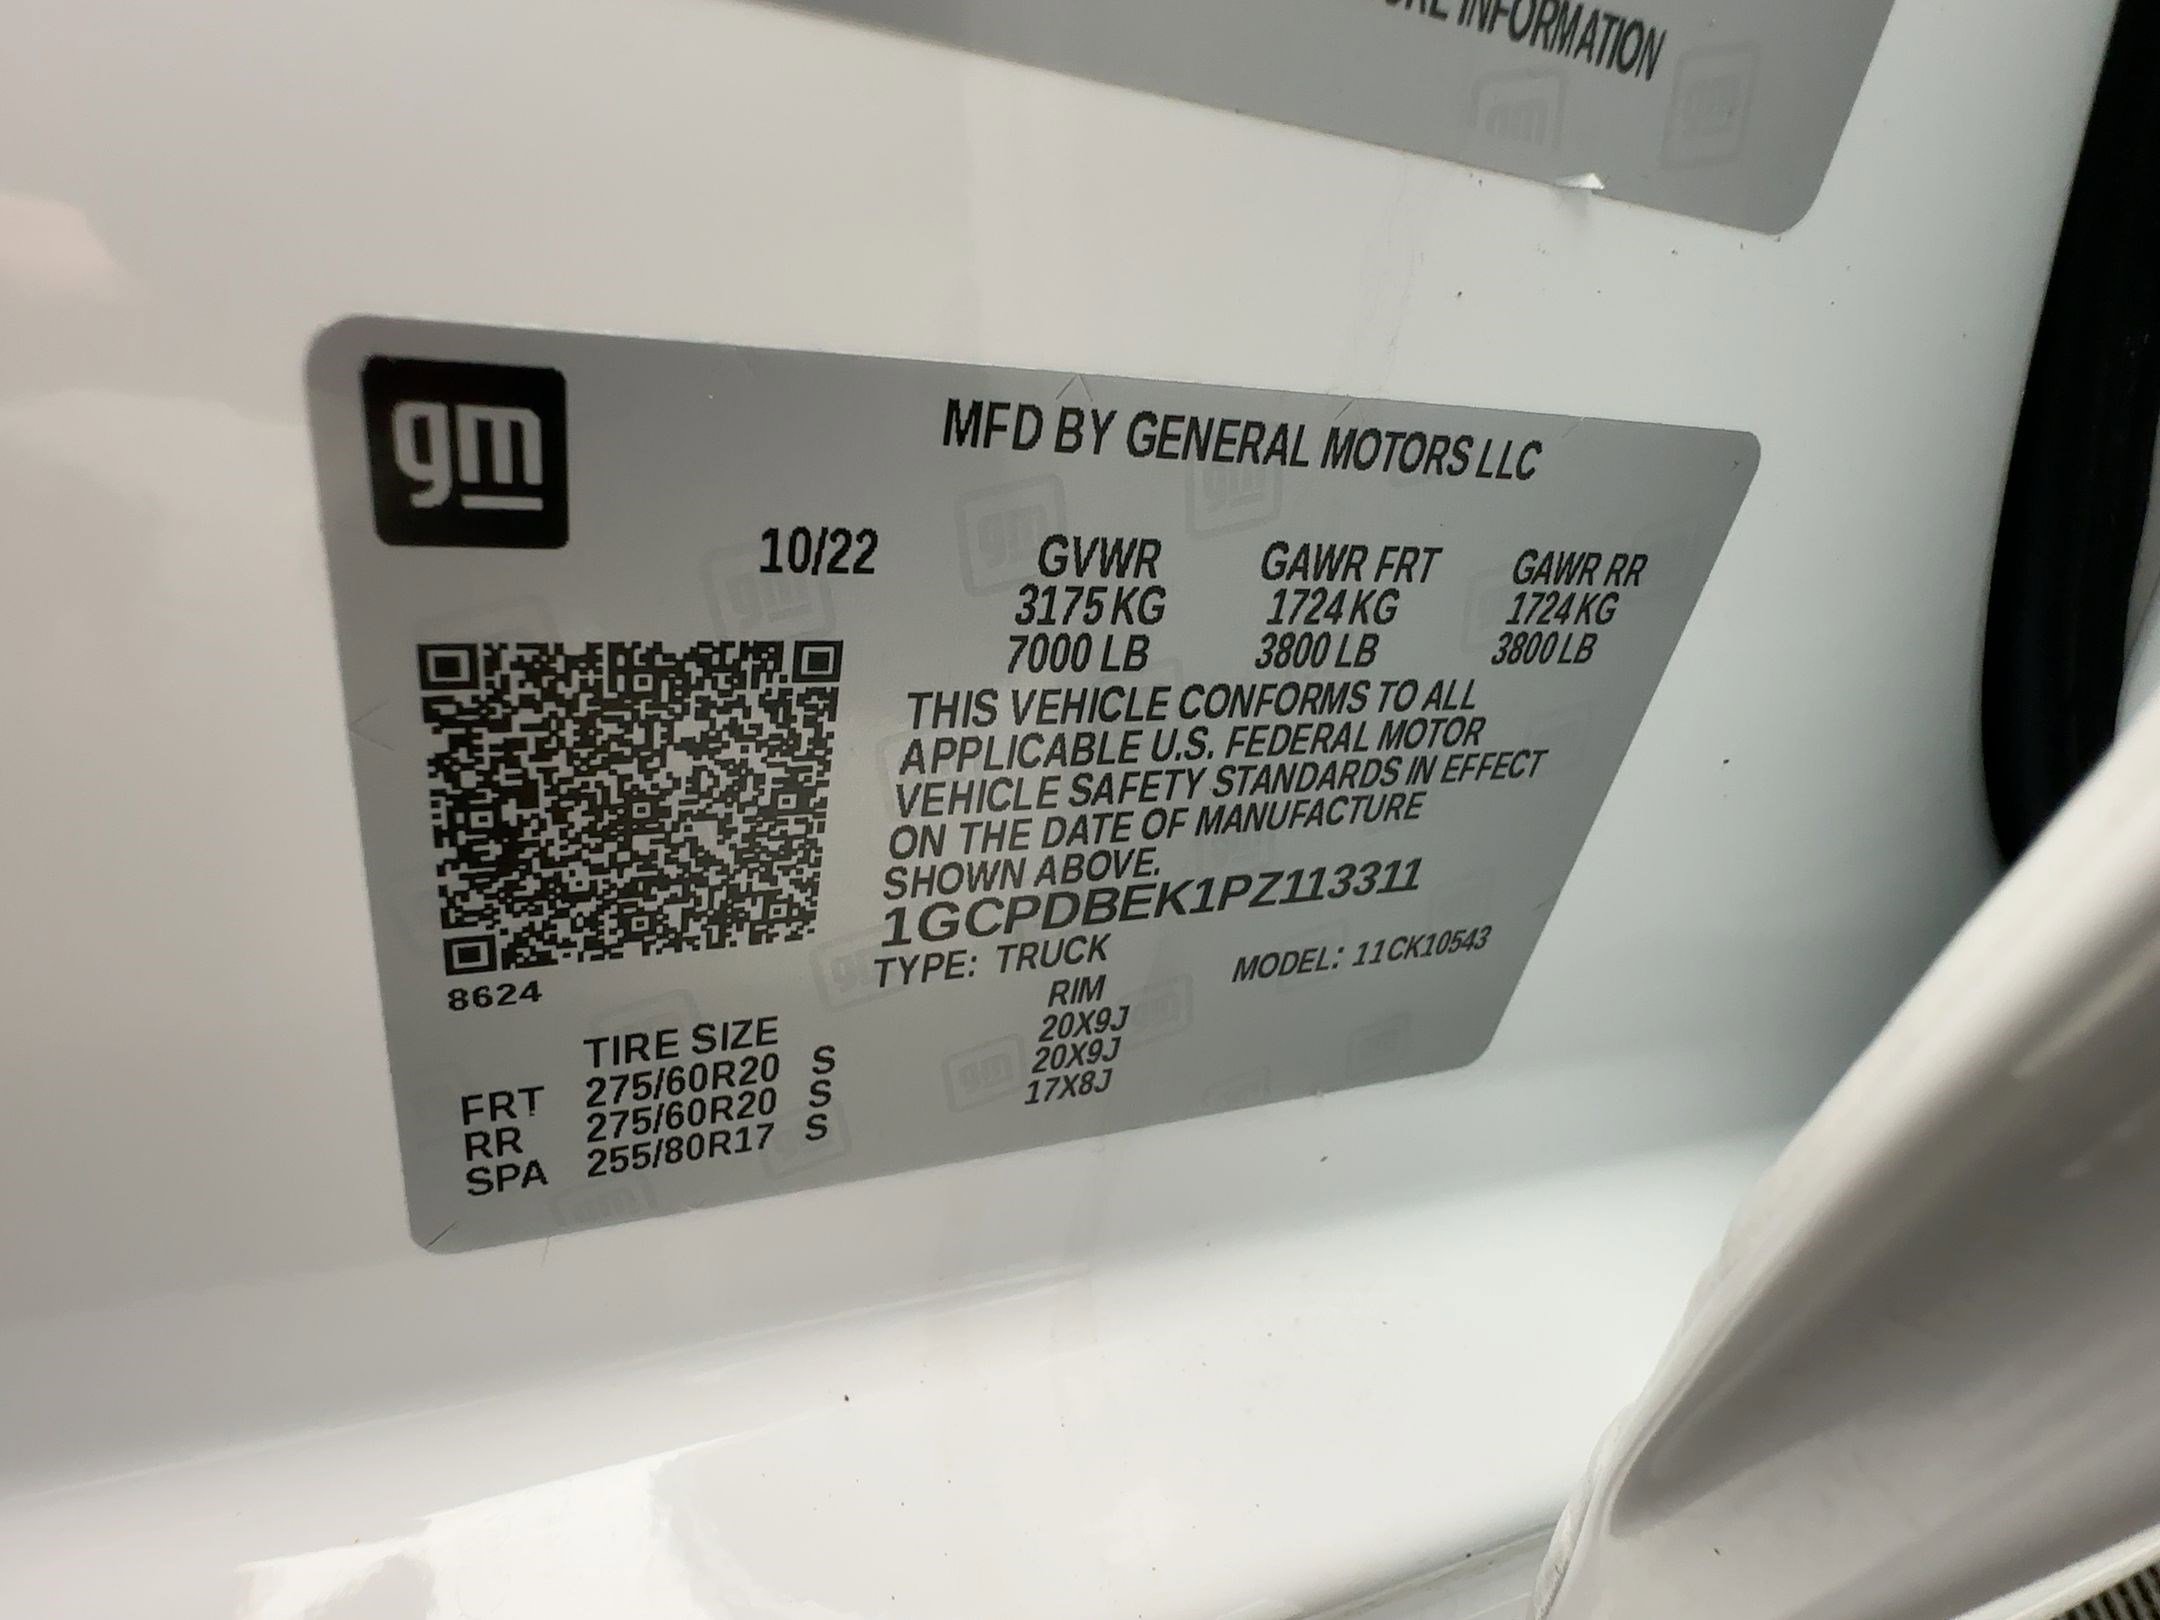 INFORMATION
gm
MFD BY GENERAL MOTORS LLC
10/22 GVWR GAWR FRT GAWR RR
3175 KG 1724 KG 1724 KG
7000 LB 3800 LB 3800 LB
THIS VEHICLE CONFORMS TO ALL
APPLICABLE U.S. FEDERAL MOTOR
VEHICLE SAFETY STANDARDS IN EFFECT
ON THE DATE OF MANUFACTURE
SHOWN ABOVE.
1GCPDBEK1PZ113311
TYPE: TRUCK MODEL: 11CK10543
8624
TIRE SIZE RIM
FRT 275/60R20 S 20X9J
RR 275/60R20 S 20X9J
SPA 255/80R17 S 17X8J